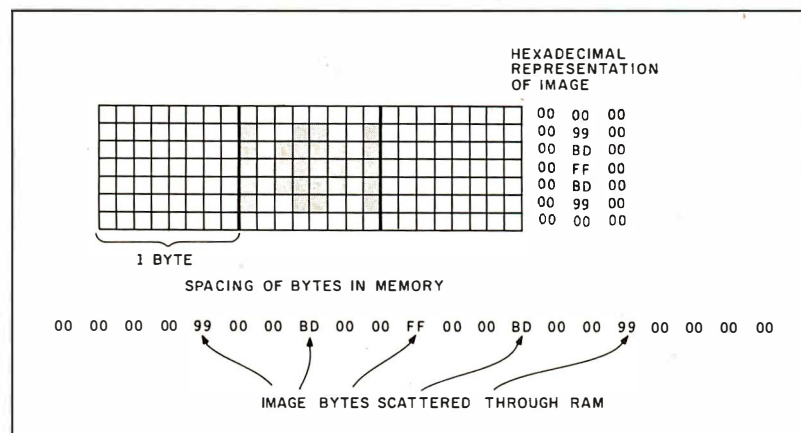 HEXADECIMAL
REPRESENTATION
OF IMAGE
00 00 00
00 99 00
00 BD 00
00 FF 00
00 BD 00
00 99 00
00 00 00
1 BYTE
SPACING OF BYTES IN MEMORY
00 00 00 00 99 00 00 BD 00 00 FF 00 00 BD 00 00 99 00 00 00 00
IMAGE BYTES SCATTERED THROUGH RAM